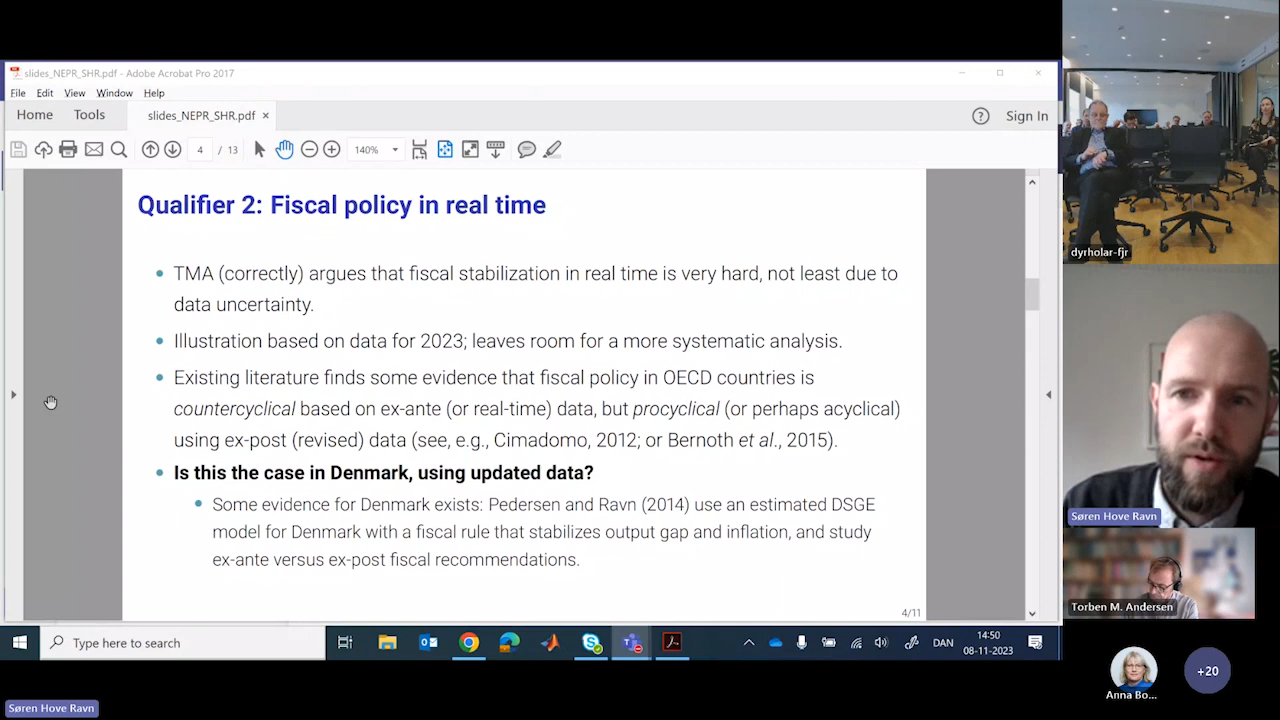 slides_NEPR_SHR.pdf - Adobe Acrobat Pro 2017
File Edit View Window Help
Home Tools slides_NEPR_SHR.pdf × Sign In
4 / 13 140%
Qualifier 2: Fiscal policy in real time
• TMA (correctly) argues that fiscal stabilization in real time is very hard, not least due to
data uncertainty.
• Illustration based on data for 2023; leaves room for a more systematic analysis.
• Existing literature finds some evidence that fiscal policy in OECD countries is
countercyclical based on ex-ante (or real-time) data, but procyclical (or perhaps acyclical)
using ex-post (revised) data (see, e.g., Cimadomo, 2012; or Bernoth et al., 2015).
• Is this the case in Denmark, using updated data?
• Some evidence for Denmark exists: Pedersen and Ravn (2014) use an estimated DSGE
model for Denmark with a fiscal rule that stabilizes output gap and inflation, and study
ex-ante versus ex-post fiscal recommendations.
4/11
Type here to search
DAN
14:50
08-11-2023
dyrholar-fjr
Søren Hove Ravn
Torben M. Andersen
Anna Bo...
+20
Søren Hove Ravn